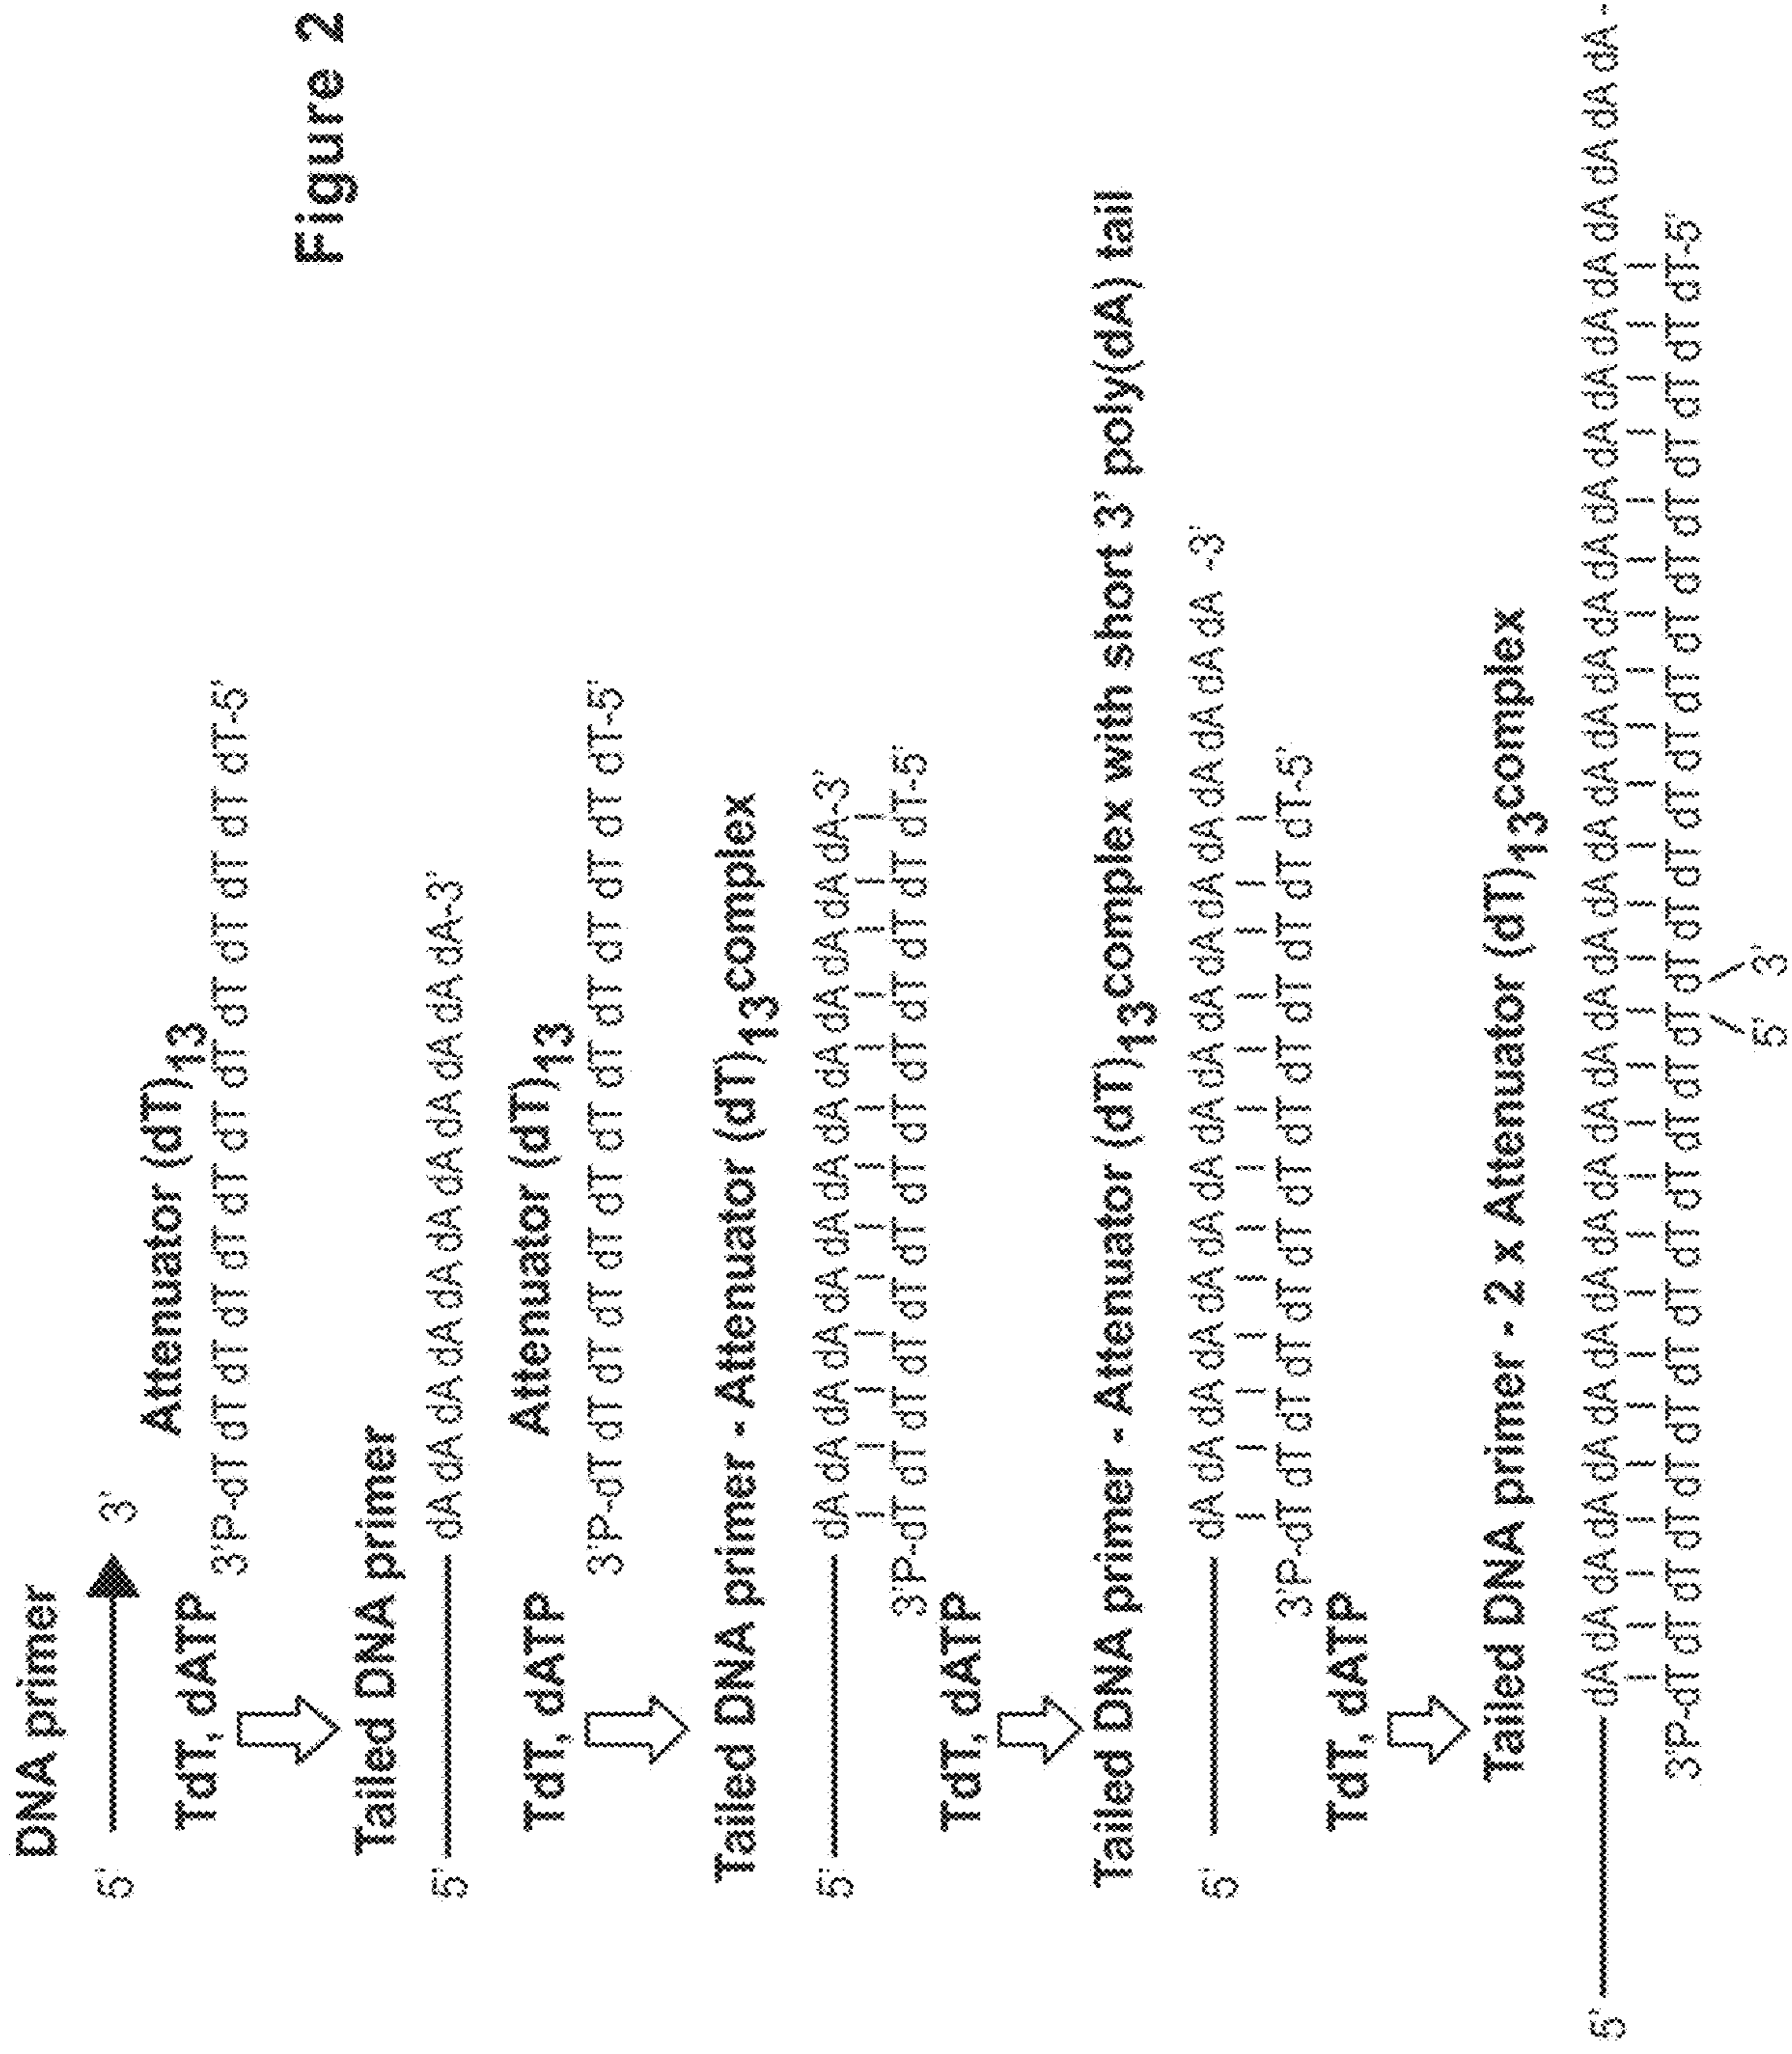 Figure 2
DNA primer
5' 3'
Attenuator (dT)13
TdT, dATP
3'P-dT dT dT dT dT dT dT dT dT dT dT dT dT-5'
Tailed DNA primer
5' dA dA dA dA dA dA dA dA dA dA dA-3'
Attenuator (dT)13
TdT, dATP
3'P-dT dT dT dT dT dT dT dT dT dT dT dT dT-5'
Tailed DNA primer - Attenuator (dT)13 complex
5' dA dA dA dA dA dA dA dA dA dA dA dA dA-3'
3'P-dT dT dT dT dT dT dT dT dT dT dT dT dT-5'
TdT, dATP
Tailed DNA primer - Attenuator (dT)13 complex with short 3' poly(dA) tail
5' dA dA dA dA dA dA dA dA dA dA dA dA dA dA dA dA dA -3'
3'P-dT dT dT dT dT dT dT dT dT dT dT dT dT-5'
TdT, dATP
Tailed DNA primer - 2 x Attenuator (dT)13 complex
5' dA dA dA dA dA dA dA dA dA dA dA dA dA dA dA dA dA dA dA dA dA dA dA dA dA dA dA dA dA dA -
3'P-dT dT dT dT dT dT dT dT dT dT dT dT dT dT dT dT dT dT dT dT dT dT dT dT dT dT-5'
5' 3'